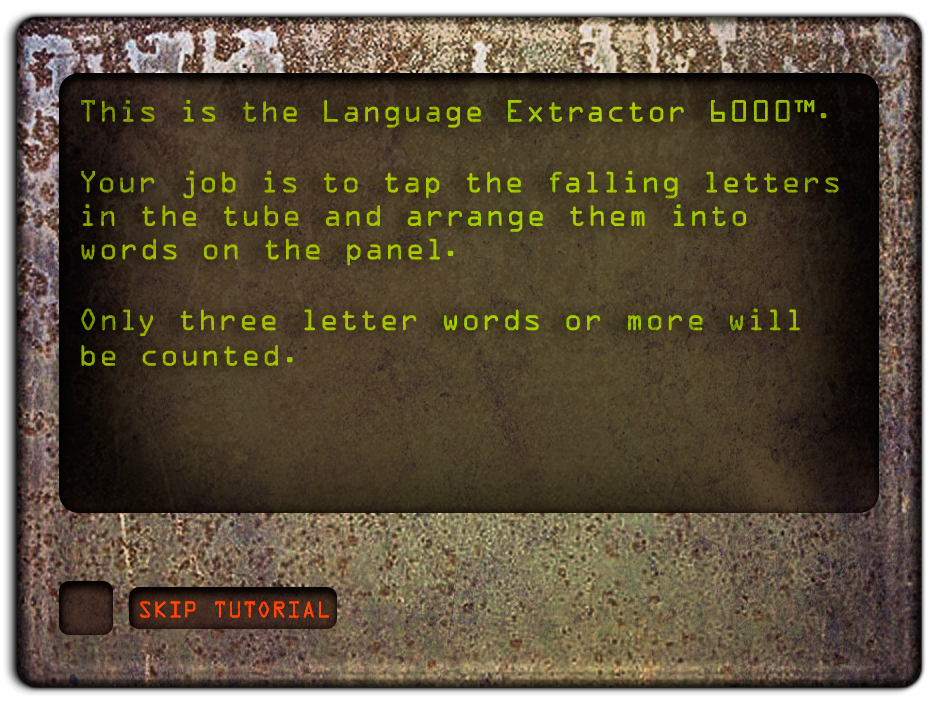 This is the Language Extractor 6000™.
Your job is to tap the falling letters
in the tube and arrange them into
words on the panel.
Only three letter words or more will
be counted.
SKIP TUTORIAL